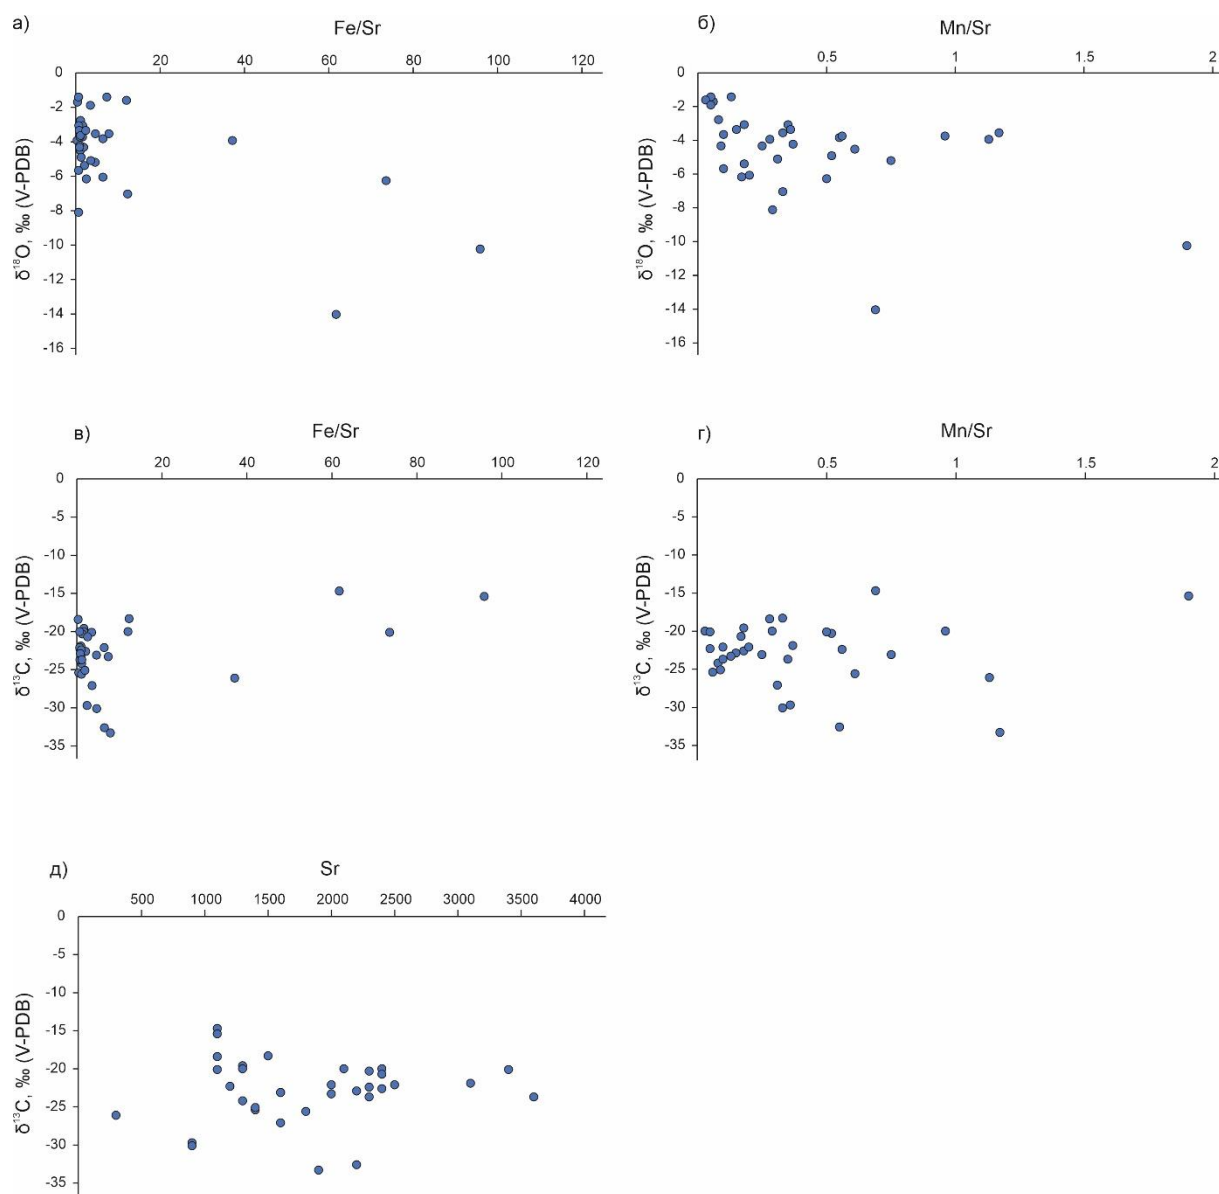 а)
Fe/Sr
20 40 60 80 100 120
0
-2
-4
-6
-8
-10
-12
-14
-16
δ¹⁸O, ‰ (V-PDB)
б)
Mn/Sr
0.5 1 1.5 2
0
-2
-4
-6
-8
-10
-12
-14
-16
δ¹⁸O, ‰ (V-PDB)
в)
Fe/Sr
20 40 60 80 100 120
0
-5
-10
-15
-20
-25
-30
-35
δ¹³C, ‰ (V-PDB)
г)
Mn/Sr
0.5 1 1.5 2
0
-5
-10
-15
-20
-25
-30
-35
δ¹³C, ‰ (V-PDB)
д)
Sr
500 1000 1500 2000 2500 3000 3500 4000
0
-5
-10
-15
-20
-25
-30
-35
δ¹³C, ‰ (V-PDB)